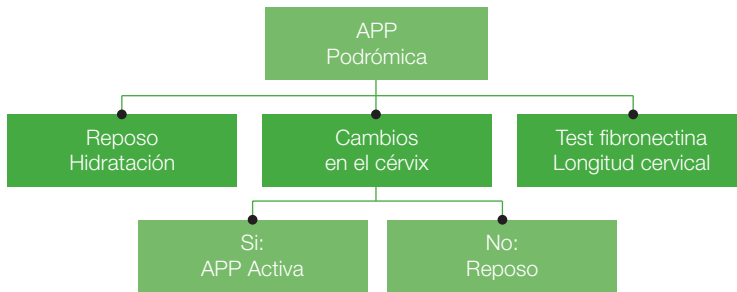 APP
Podrómica
Reposo
Hidratación
Cambios
en el cérvix
Test fibronectina
Longitud cervical
Si:
APP Activa
No:
Reposo